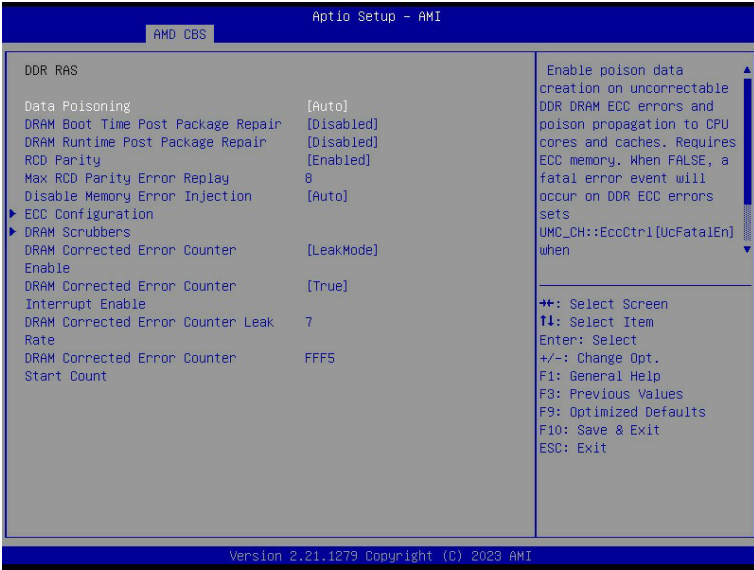 Aptio Setup – AMI
AMD CBS
DDR RAS
Data Poisoning [Auto]
DRAM Boot Time Post Package Repair [Disabled]
DRAM Runtime Post Package Repair [Disabled]
RCD Parity [Enabled]
Max RCD Parity Error Replay 8
Disable Memory Error Injection [Auto]
ECC Configuration
DRAM Scrubbers
DRAM Corrected Error Counter [LeakMode]
Enable
DRAM Corrected Error Counter [True]
Interrupt Enable
DRAM Corrected Error Counter Leak 7
Rate
DRAM Corrected Error Counter FFF5
Start Count
Enable poison data
creation on uncorrectable
DDR DRAM ECC errors and
poison propagation to CPU
cores and caches. Requires
ECC memory. When FALSE, a
fatal error event will
occur on DDR ECC errors
sets
UMC_CH::EccCtrl[UcFatalEn]
when
→←: Select Screen
↑↓: Select Item
Enter: Select
+/-: Change Opt.
F1: General Help
F3: Previous Values
F9: Optimized Defaults
F10: Save & Exit
ESC: Exit
Version 2.21.1279 Copyright (C) 2023 AMI